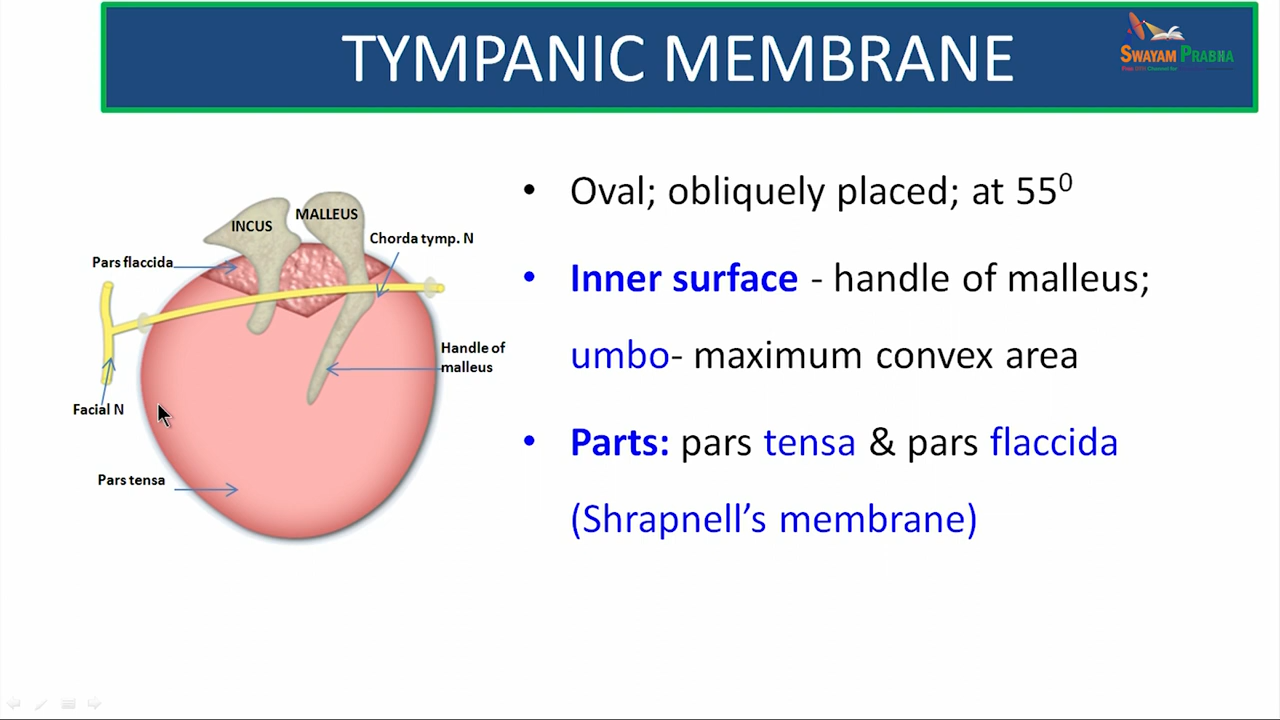 TYMPANIC MEMBRANE
SWAYAM PRABHA
INCUS
MALLEUS
Chorda tymp. N
Pars flaccida
Handle of
malleus
Facial N
Pars tensa
• Oval; obliquely placed; at 55⁰
• Inner surface - handle of malleus;
umbo- maximum convex area
• Parts: pars tensa & pars flaccida
(Shrapnell’s membrane)